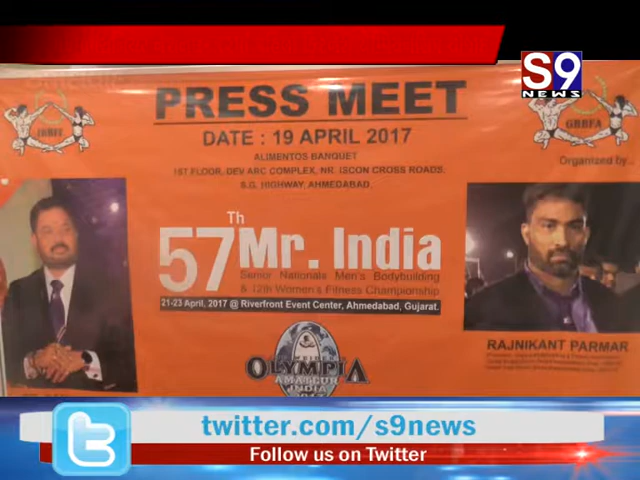 S9
NEWS
PRESS MEET
DATE : 19 APRIL 2017
ALIMENTOS BANQUET
1ST FLOOR, DEV ARC COMPLEX, NR. ISCON CROSS ROADS,
S.G. HIGHWAY, AHMEDABAD.
IBBFF
GBBFA
Organized by...
57Th Mr. India
Senior Nationals Men's Bodybuilding
& 12th Women's Fitness Championship
21-23 April, 2017 @ Riverfront Event Center, Ahmedabad, Gujarat.
OLYMPIA
AMATEUR
INDIA
RAJNIKANT PARMAR
twitter.com/s9news
Follow us on Twitter